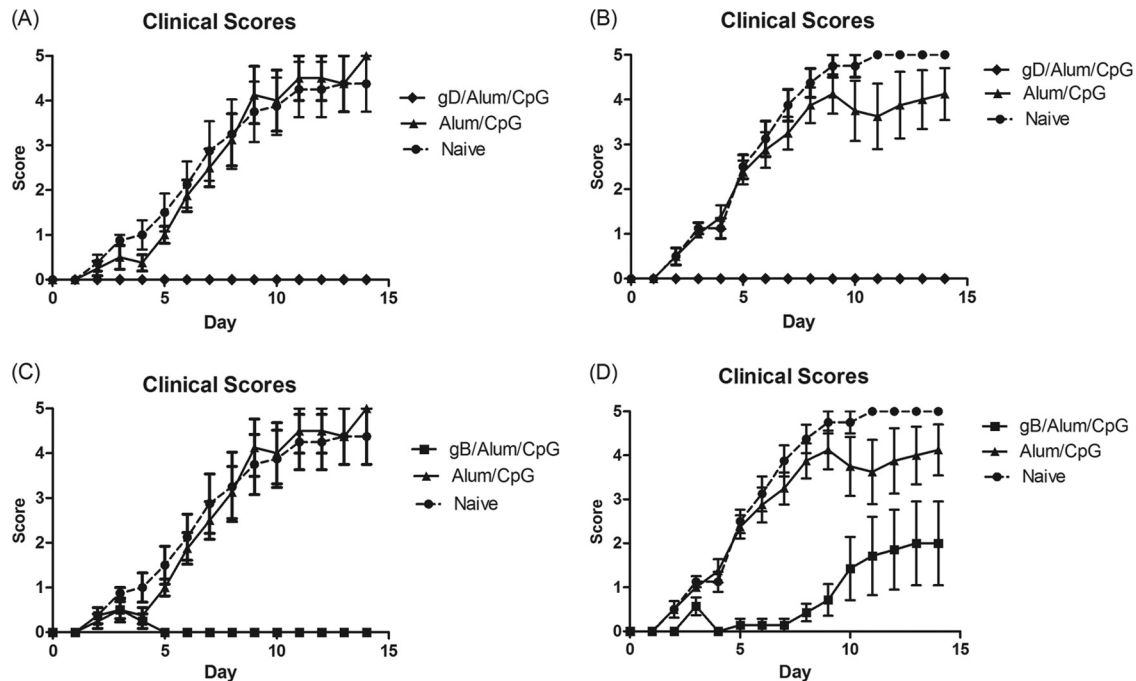 (A)
Clinical Scores
5
4
3
2
1
0
Score
0 5 10 15
Day
gD/Alum/CpG
Alum/CpG
Naive
(B)
Clinical Scores
5
4
3
2
1
0
Score
0 5 10 15
Day
gD/Alum/CpG
Alum/CpG
Naive
(C)
Clinical Scores
5
4
3
2
1
0
Score
0 5 10 15
Day
gB/Alum/CpG
Alum/CpG
Naive
(D)
Clinical Scores
5
4
3
2
1
0
Score
0 5 10 15
Day
gB/Alum/CpG
Alum/CpG
Naive